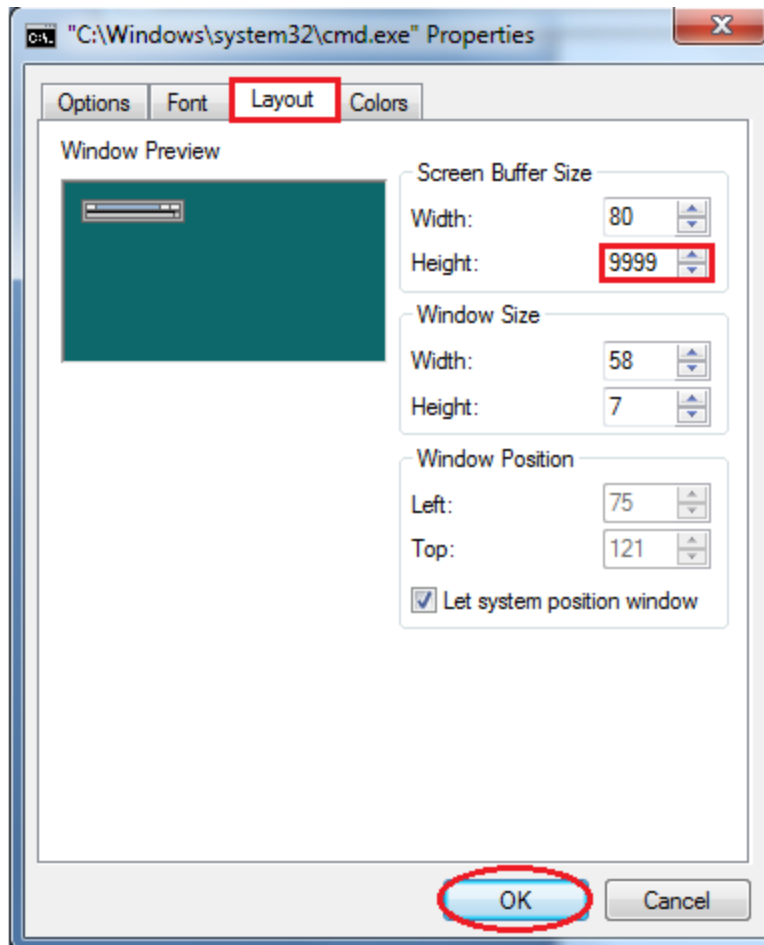 "C:\Windows\system32\cmd.exe" Properties
Options Font Layout Colors
Window Preview
Screen Buffer Size
Width: 80
Height: 9999
Window Size
Width: 58
Height: 7
Window Position
Left: 75
Top: 121
Let system position window
OK Cancel